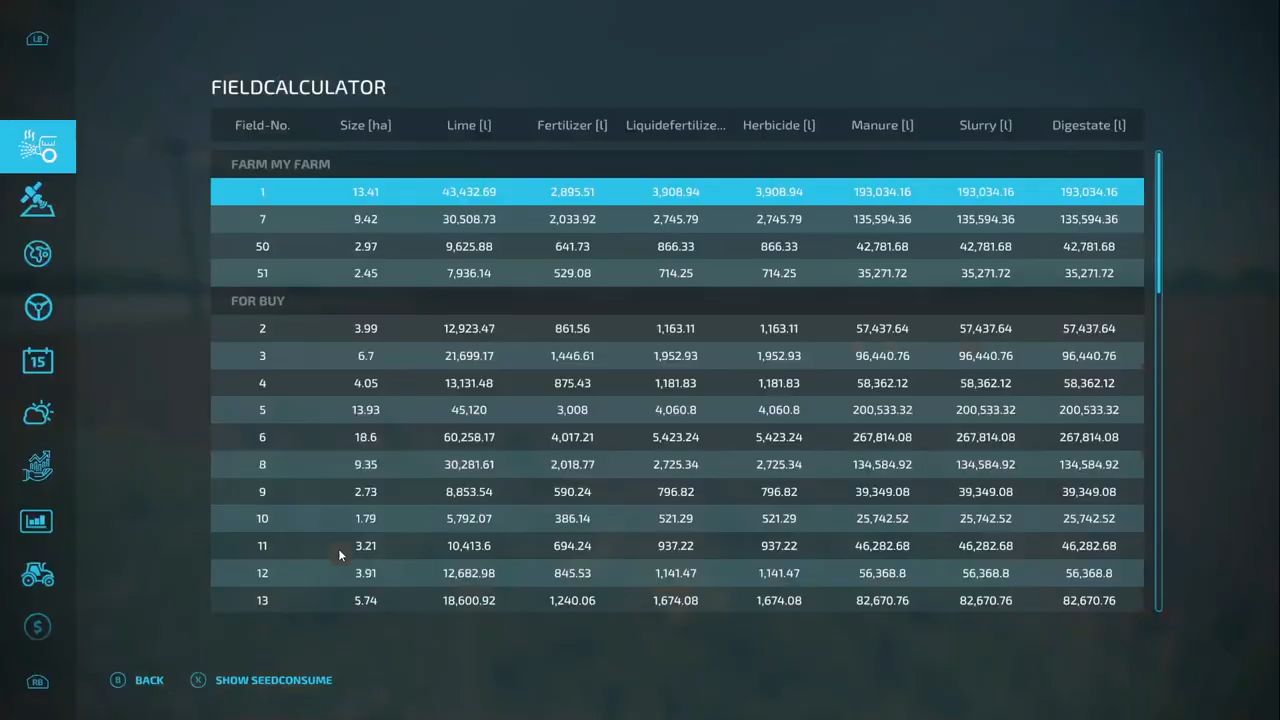 LB
FIELDCALCULATOR
Field-No. Size [ha] Lime [l] Fertilizer [l] Liquidefertilize... Herbicide [l] Manure [l] Slurry [l] Digestate [l]
FARM MY FARM
1 13.41 43,432.69 2,895.51 3,908.94 3,908.94 193,034.16 193,034.16 193,034.16
7 9.42 30,508.73 2,033.92 2,745.79 2,745.79 135,594.36 135,594.36 135,594.36
50 2.97 9,625.88 641.73 866.33 866.33 42,781.68 42,781.68 42,781.68
51 2.45 7,936.14 529.08 714.25 714.25 35,271.72 35,271.72 35,271.72
FOR BUY
2 3.99 12,923.47 861.56 1,163.11 1,163.11 57,437.64 57,437.64 57,437.64
3 6.7 21,699.17 1,446.61 1,952.93 1,952.93 96,440.76 96,440.76 96,440.76
4 4.05 13,131.48 875.43 1,181.83 1,181.83 58,362.12 58,362.12 58,362.12
5 13.93 45,120 3,008 4,060.8 4,060.8 200,533.32 200,533.32 200,533.32
6 18.6 60,258.17 4,017.21 5,423.24 5,423.24 267,814.08 267,814.08 267,814.08
8 9.35 30,281.61 2,018.77 2,725.34 2,725.34 134,584.92 134,584.92 134,584.92
9 2.73 8,853.54 590.24 796.82 796.82 39,349.08 39,349.08 39,349.08
10 1.79 5,792.07 386.14 521.29 521.29 25,742.52 25,742.52 25,742.52
11 3.21 10,413.6 694.24 937.22 937.22 46,282.68 46,282.68 46,282.68
12 3.91 12,682.98 845.53 1,141.47 1,141.47 56,368.8 56,368.8 56,368.8
13 5.74 18,600.92 1,240.06 1,674.08 1,674.08 82,670.76 82,670.76 82,670.76
15
$
RB
B BACK X SHOW SEEDCONSUME